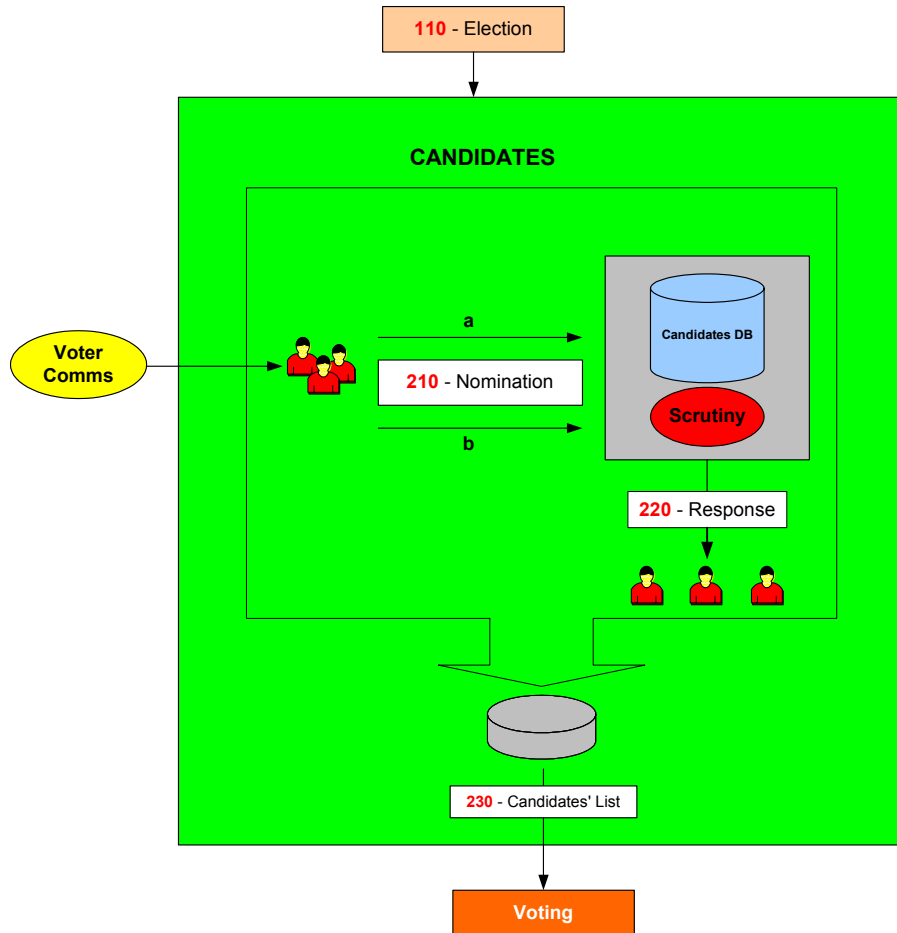 110 - Election
CANDIDATES
Candidates DB
a
Voter
Comms
210 - Nomination
Scrutiny
b
220 - Response
230 - Candidates' List
Voting